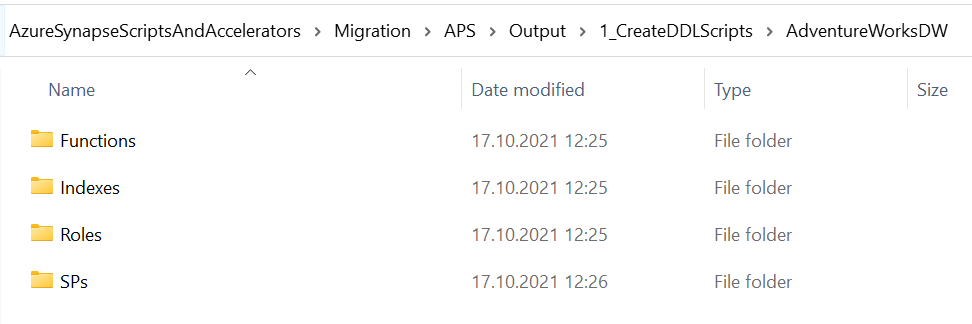 AzureSynapseScriptsAndAccelerators > Migration > APS > Output > 1_CreateDDLScripts > AdventureWorksDW
Name Date modified Type Size
Functions 17.10.2021 12:25 File folder
Indexes 17.10.2021 12:25 File folder
Roles 17.10.2021 12:25 File folder
SPs 17.10.2021 12:26 File folder